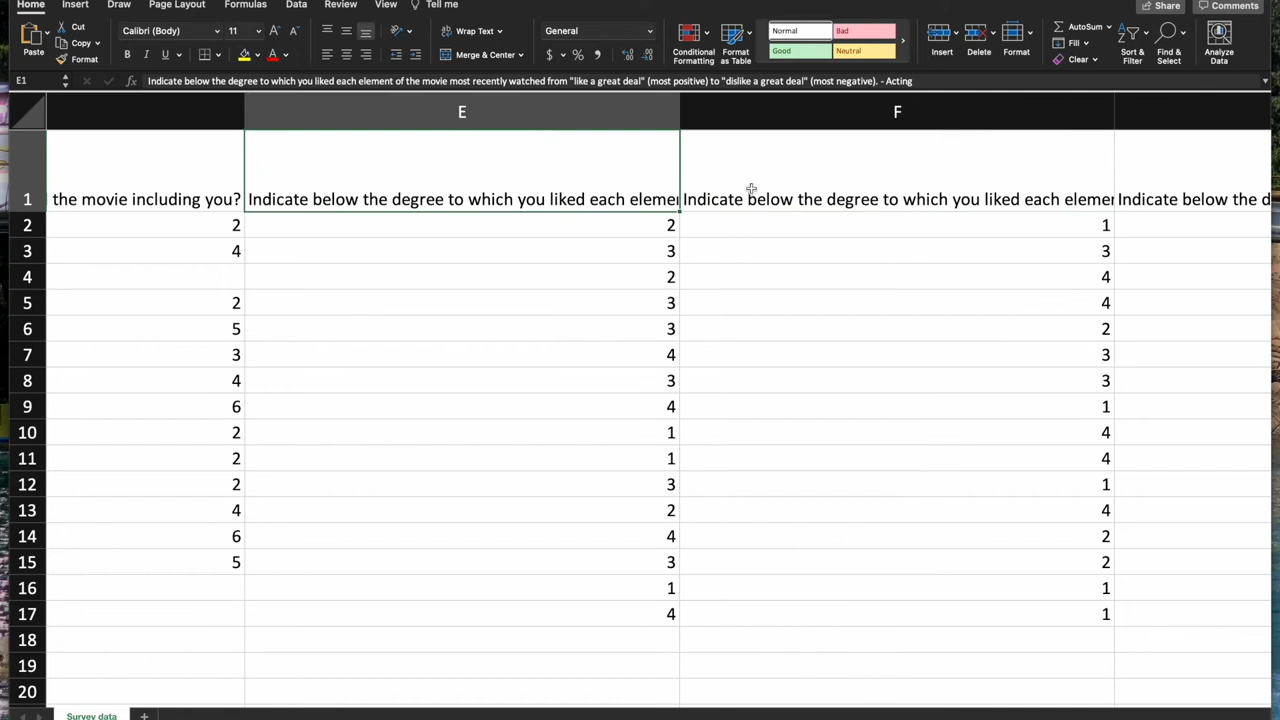 Home Insert Draw Page Layout Formulas Data Review View Tell me Share Comments
Paste Cut Copy Format
Calibri (Body) 11
Wrap Text
Merge & Center
General
$ % ,
Conditional Formatting
Format as Table
Normal Bad
Good Neutral
Insert Delete Format
AutoSum
Fill
Clear
Sort & Filter
Find & Select
Analyze Data
E1 fx Indicate below the degree to which you liked each element of the movie most recently watched from "like a great deal" (most positive) to "dislike a great deal" (most negative). - Acting
E F
1 the movie including you? Indicate below the degree to which you liked each elemen Indicate below the degree to which you liked each elemen Indicate below the d
2 2 2 1
3 4 3 3
4 2 4
5 2 3 4
6 5 3 2
7 3 4 3
8 4 3 3
9 6 4 1
10 2 1 4
11 2 1 4
12 2 3 1
13 4 2 4
14 6 4 2
15 5 3 2
16 1 1
17 4 1
18
19
20
Survey data +